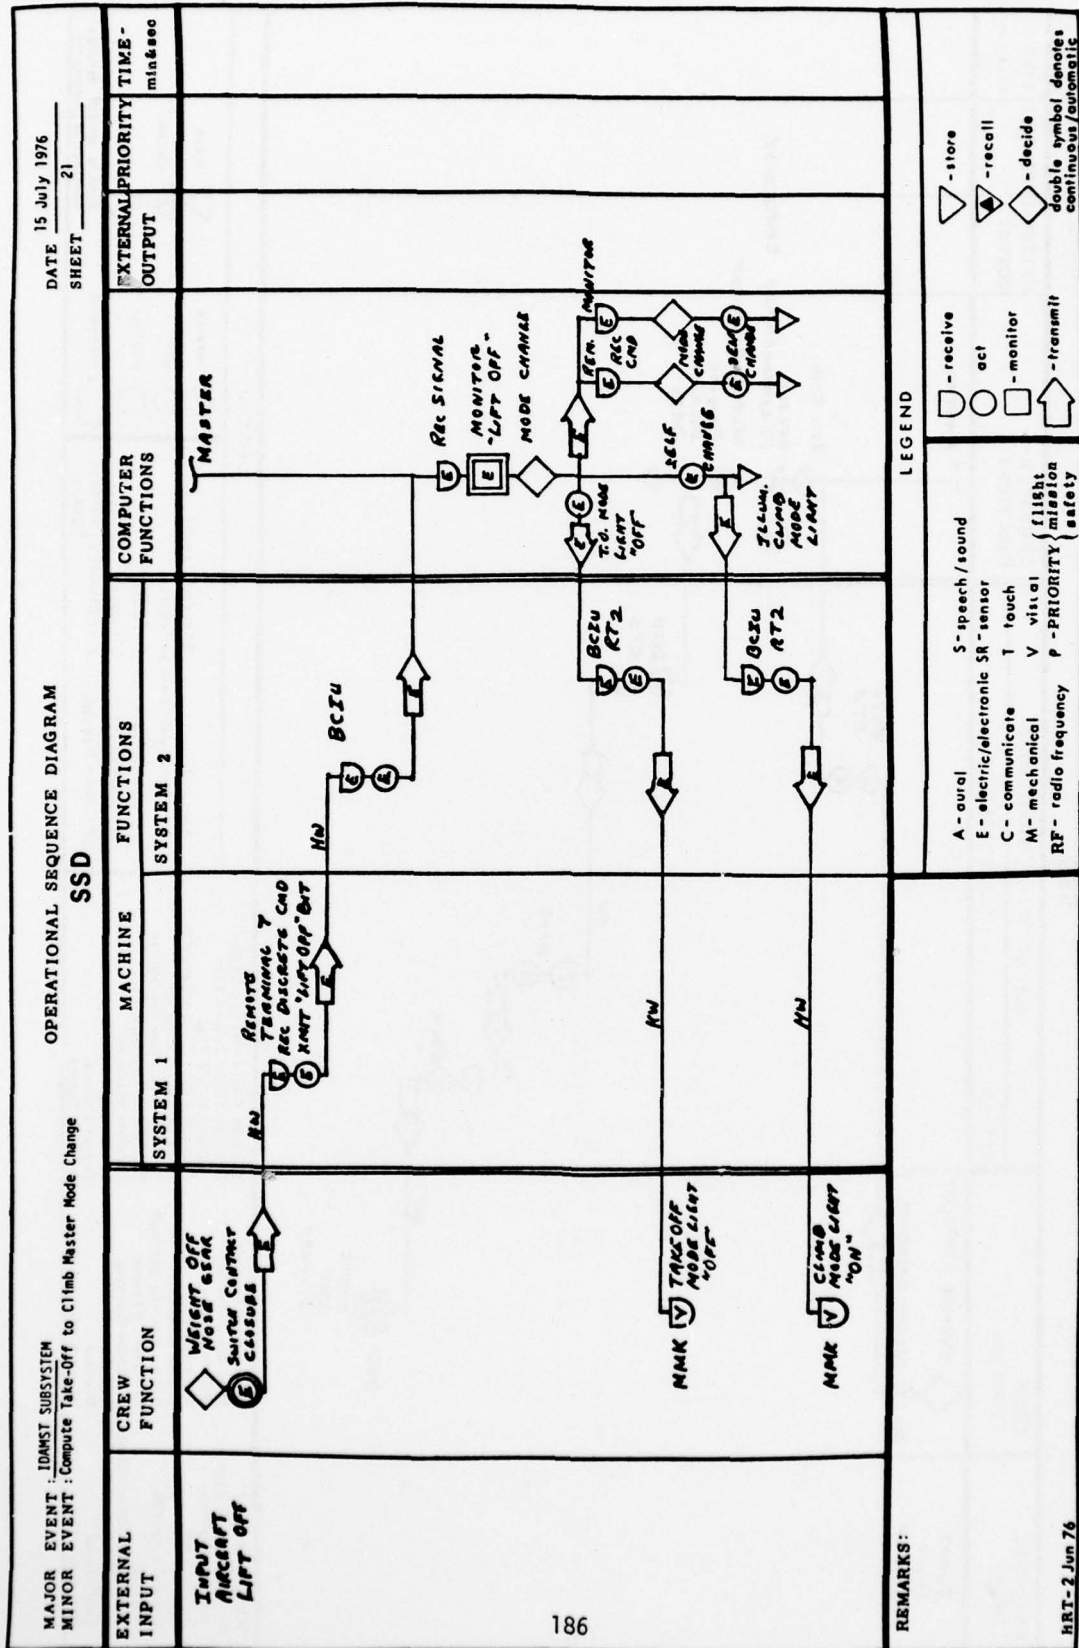 MAJOR EVENT : IDAMST SUBSYSTEM
MINOR EVENT : Compute Take-Off to Climb Master Mode Change
OPERATIONAL SEQUENCE DIAGRAM
SSD
DATE 15 July 1976
SHEET 21
EXTERNAL
INPUT
CREW
FUNCTION
MACHINE FUNCTIONS
SYSTEM 1
SYSTEM 2
COMPUTER
FUNCTIONS
EXTERNAL
OUTPUT
PRIORITY
TIME-
min&sec
INPUT
AIRCRAFT
LIFT OFF
WEIGHT OFF
NOSE GEAR
SWITCH CONTACT
CLOSURE
E
E
HW
REMOTE
TERMINAL 7
REC DISCRETE CMD
XMIT "LIFT OFF" BIT
E
E
E
HW
BCIU
E
E
E
MASTER
REC SIGNAL
E
MONITOR
"LIFT OFF"
E
MODE CHANGE
E
E
T.O. MODE
LIGHT
"OFF"
E
REM.
MONITOR
E
E
REC
CMD
MODE
CHANGE
E
E
SELF
CHANGE
E
ILLUM.
CLIMB
MODE
LIGHT
E
BCIU
RT2
E
E
E
HW
MMK
V
TAKEOFF
MODE LIGHT
"OFF"
BCIU
RT2
E
E
E
HW
MMK
V
CLIMB
MODE LIGHT
"ON"
REMARKS:
LEGEND
A - aural
S - speech/sound
E - electric/electronic
SR - sensor
C - communicate
T touch
M - mechanical
V visual
RF - radio frequency
P - PRIORITY { flight
mission
safety
- receive
act
- monitor
- transmit
- store
- recall
- decide
double symbol denotes
continuous/automatic
HRT-2 Jun 76
186